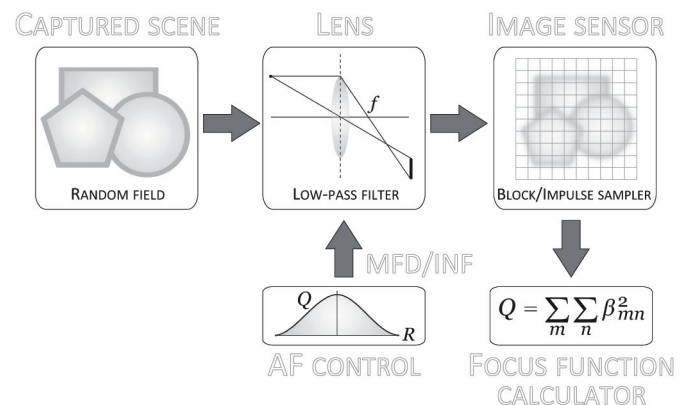 CAPTURED SCENE
LENS
IMAGE SENSOR
f
RANDOM FIELD
LOW-PASS FILTER
BLOCK/IMPULSE SAMPLER
MFD/INF
Q
R
Q = ∑ ∑ β²mn
m n
AF CONTROL
FOCUS FUNCTION
CALCULATOR